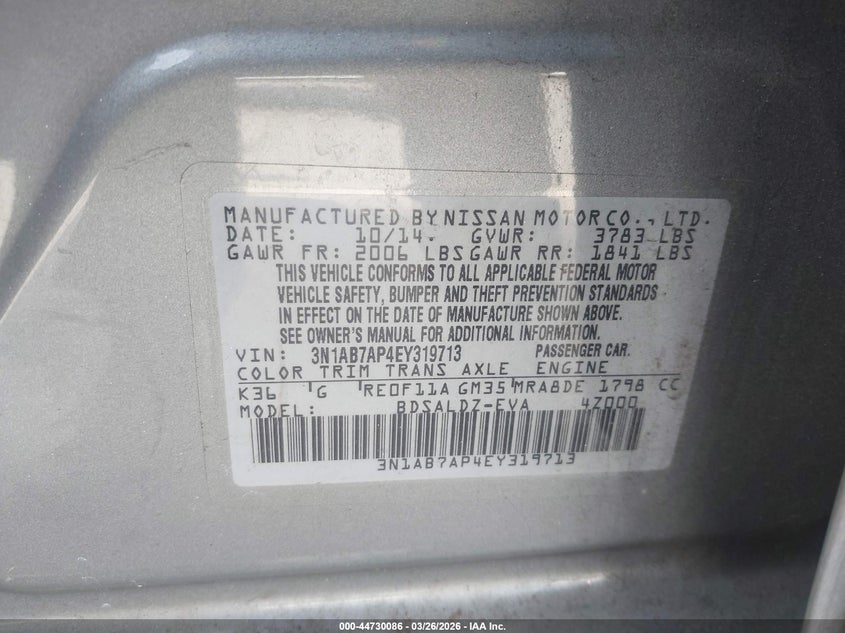 MANUFACTURED BY NISSAN MOTOR CO., LTD.
DATE: 10/14. GVWR: 3783 LBS
GAWR FR: 2006 LBS GAWR RR: 1841 LBS
THIS VEHICLE CONFORMS TO ALL APPLICABLE FEDERAL MOTOR
VEHICLE SAFETY, BUMPER AND THEFT PREVENTION STANDARDS
IN EFFECT ON THE DATE OF MANUFACTURE SHOWN ABOVE.
SEE OWNER'S MANUAL FOR ADDITIONAL INFORMATION.
VIN: 3N1AB7AP4EY319713 PASSENGER CAR.
COLOR TRIM TRANS AXLE ENGINE
K36 G RE0F11A GM35 MRA8DE 1798 CC
MODEL: BDSALDZ-EVA 4Z000
3N1AB7AP4EY319713
000-44730086 - 03/26/2026 - IAA Inc.